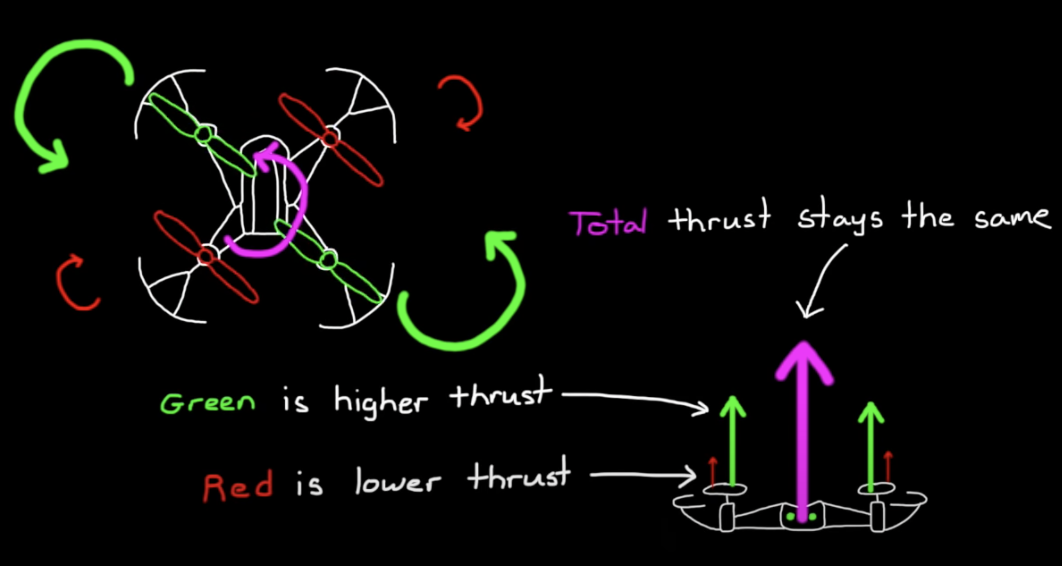 Total thrust stays the same
Green is higher thrust
Red is lower thrust